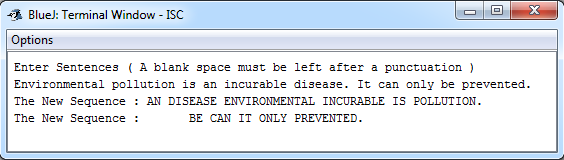 BlueJ: Terminal Window - ISC
Options
Enter Sentences ( A blank space must be left after a punctuation )
Environmental pollution is an incurable disease. It can only be prevented.
The New Sequence : AN DISEASE ENVIRONMENTAL INCURABLE IS POLLUTION.
The New Sequence :       BE CAN IT ONLY PREVENTED.